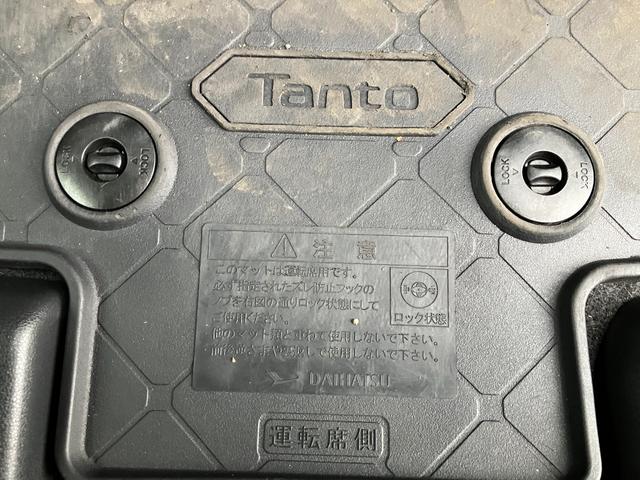 Tanto
LOCK
LOCK
LOCK
LOCK
注意
このマットは運転席用です。
必ず指定されたズレ防止フックの
ノブを右図の通りロック状態にして
ご使用ください。
ロック状態
・他のマット類と重ねて使用しないで下さい。
・前後逆さまや裏返しで使用しないで下さい。
DAIHATSU
運転席側